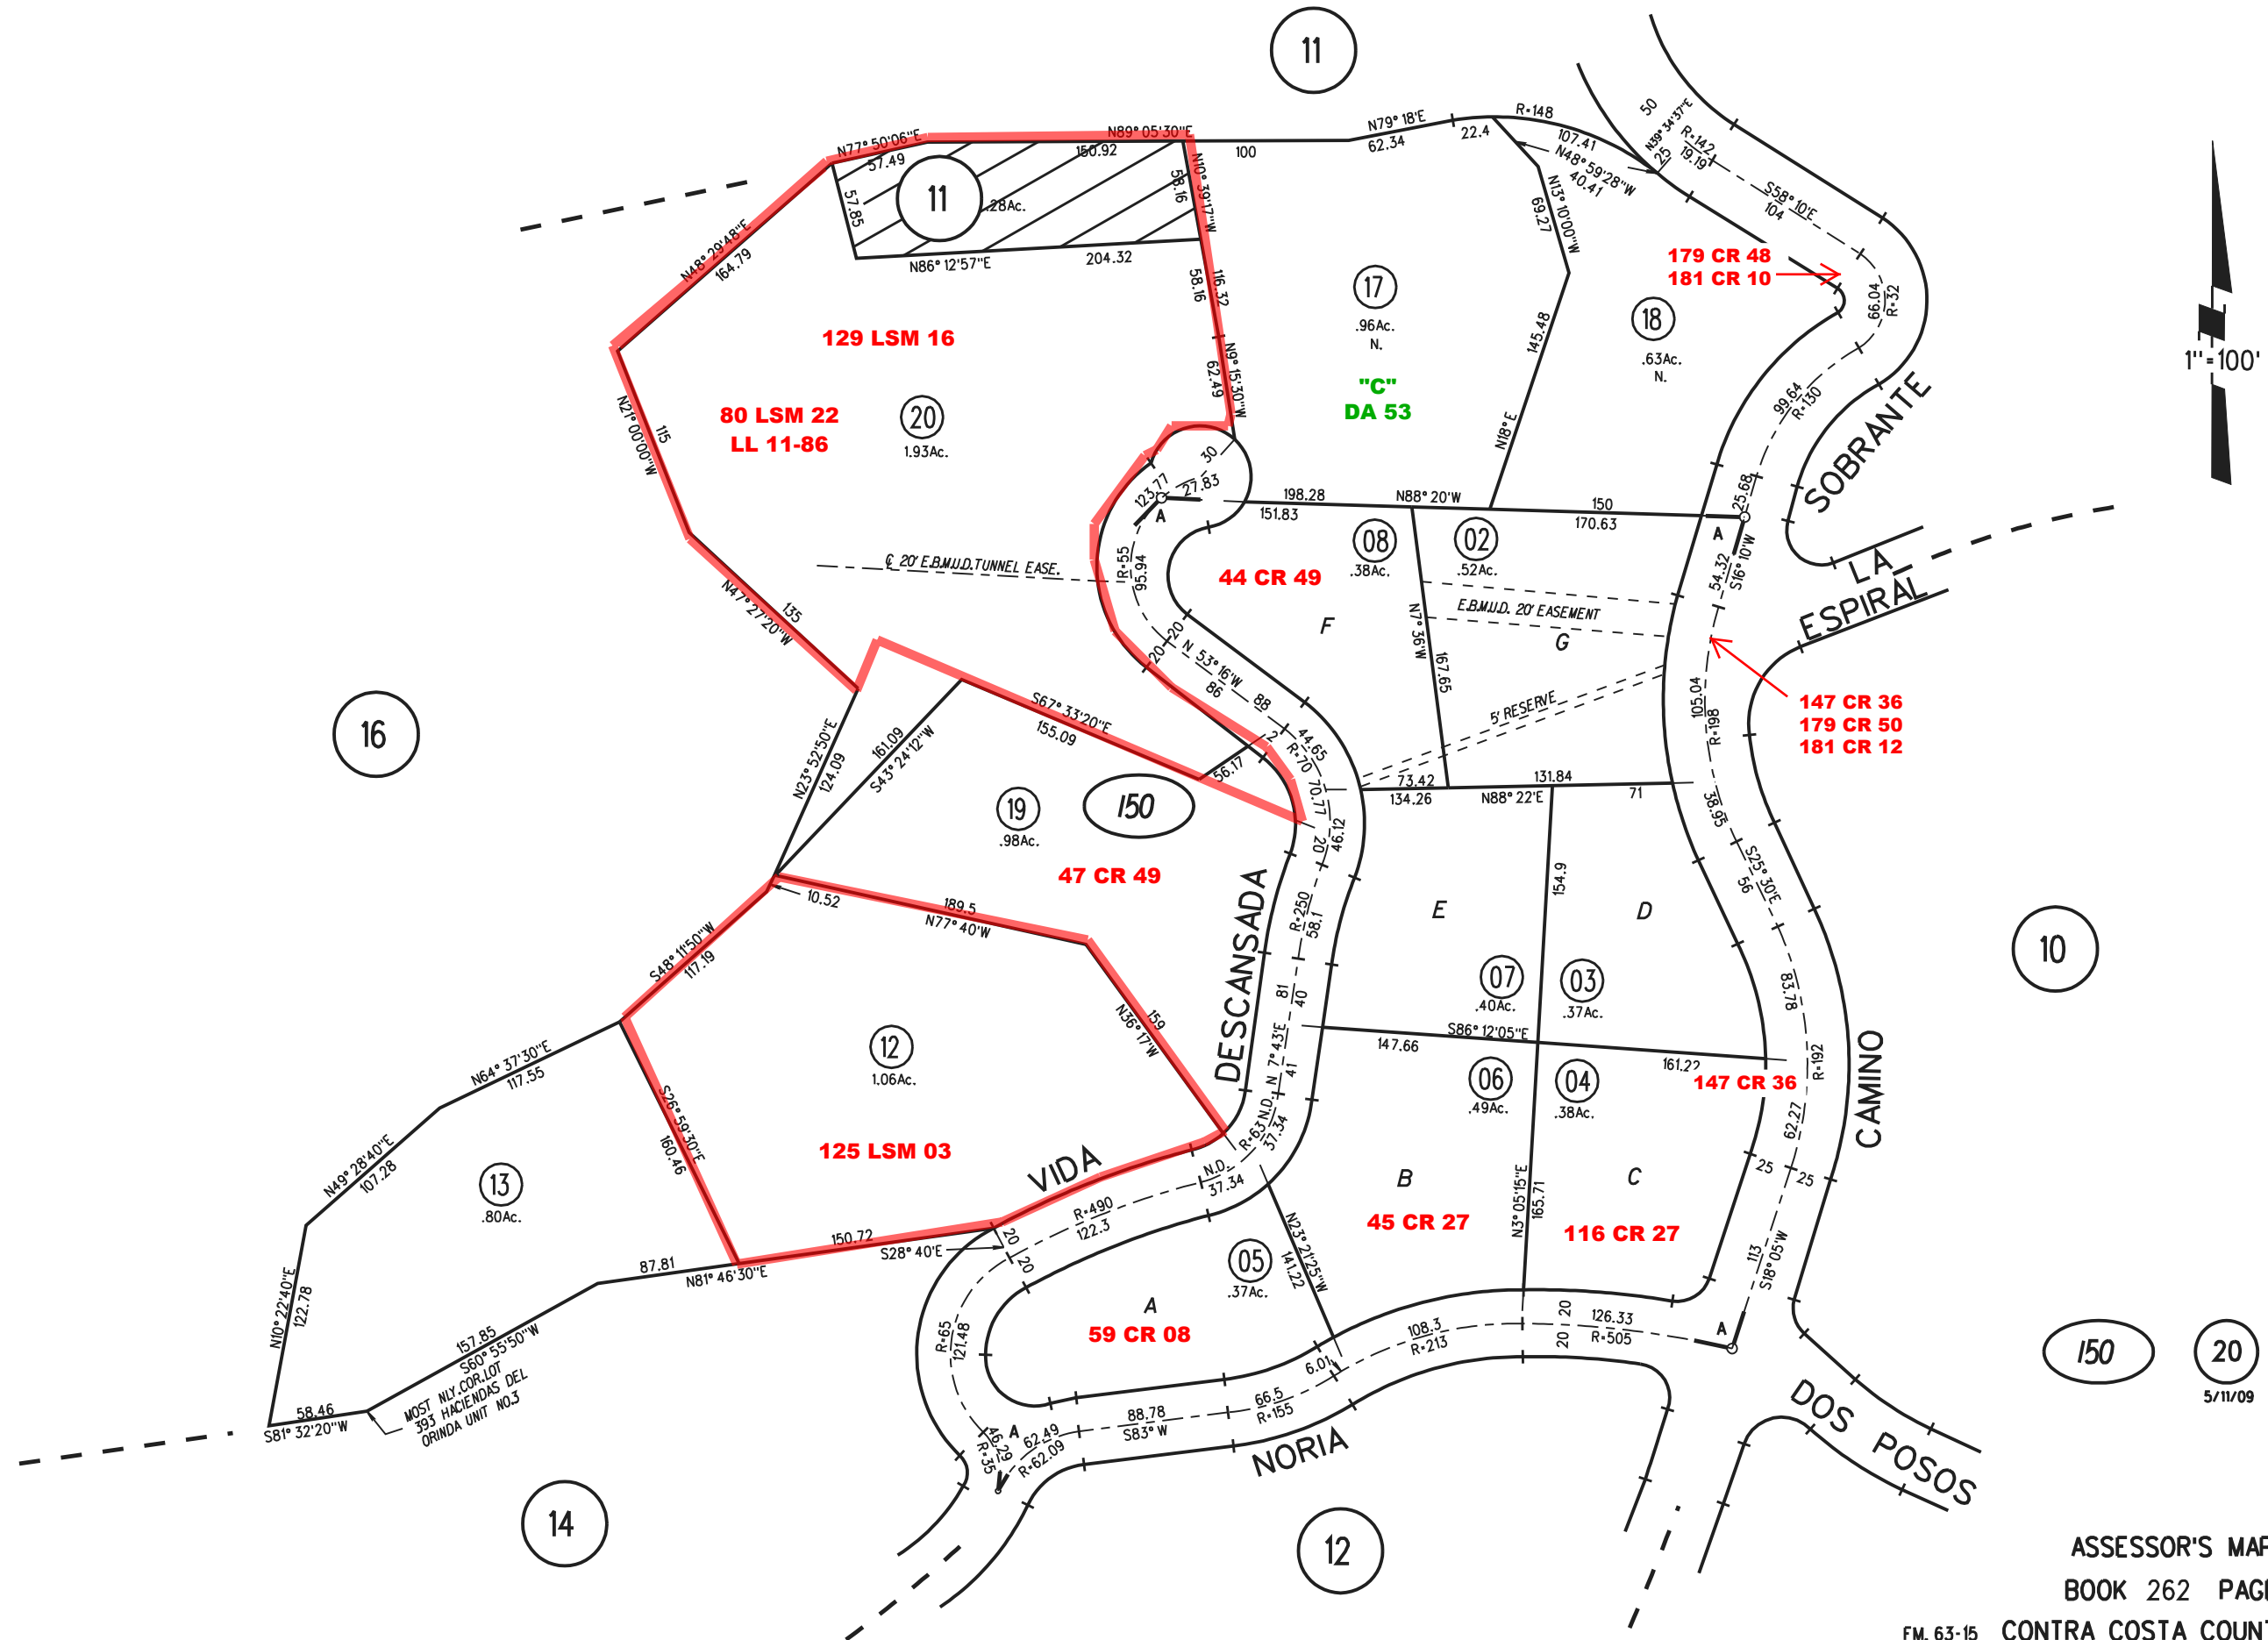 11
N77° 50'06"E
57.49
N89° 05'30"E
150.92
100
N79° 18'E
62.34
22.4
R=148
107.41
N48° 59'28"W
40.41
50
N39° 34'37"E
25
R=142
19.19
S58° 10'E
104
11
.28Ac.
57.85
N86° 12'57"E
204.32
58.16
N10° 39'17"W
58.16
116.32
N9° 15'30"W
62.49
N48° 29'48"E
164.79
129 LSM 16
80 LSM 22
LL 11-86
20
1.93Ac.
N21° 00'00"W
115
N47° 27'20"W
135
17
.96Ac.
N.
"C"
DA 53
N13° 10'00"W
69.27
145.48
N18° E
18
.63Ac.
N.
179 CR 48
181 CR 10
66.04
R=32
99.64
R=130
25.68
SOBRANTE
1"=100'
30
123.77
27.83
A
R=55
95.94
℄ 20' E.B.M.U.D. TUNNEL EASE.
198.28
N88° 20'W
150
151.83
170.63
A
08
.38Ac.
02
.52Ac.
44 CR 49
F
E.B.M.U.D. 20' EASEMENT
G
N7° 36'W
167.65
5' RESERVE
54.32
S16° 10'W
LA
ESPIRAL
147 CR 36
179 CR 50
181 CR 12
105.04
R=198
38.95
S25° 30'E
56
20
20
N 53° 16'W
86
88
44.65
R=70
70.77
2
56.17
46.12
20
16
N23° 52'50"E
124.09
161.09
S43° 24'12"W
S67° 33'20"E
155.09
19
.98Ac.
150
47 CR 49
73.42
131.84
134.26
N88° 22'E
71
154.9
E
D
07
.40Ac.
03
.37Ac.
10
83.78
R=192
10.52
189.5
N77° 40'W
S48° 11'50"W
117.19
N36° 17'W
159
DESCANSADA
R=250
58.1
81
40
N 7° 43'E
41
N.D.
R=63
37.34
S86° 12'05"E
147.66
161.22
147 CR 36
06
.49Ac.
04
.38Ac.
CAMINO
62.27
12
1.06Ac.
125 LSM 03
N64° 37'30"E
117.55
S26° 59'30"E
160.46
N49° 28'40"E
107.28
13
.80Ac.
VIDA
N.D.
37.34
R=490
122.3
B
45 CR 27
C
116 CR 27
N3° 05'15"E
165.71
25
25
113
S18° 05'W
N23° 21'25"W
141.22
150.72
S28° 40'E
20
20
87.81
N81° 46'30"E
N10° 22'40"E
122.78
157.85
S60° 55'50"W
MOST NLY. COR. LOT
393 HACIENDAS DEL
ORINDA UNIT NO.3
58.46
S81° 32'20"W
05
.37Ac.
A
59 CR 08
R=65
121.48
46.29
R=35
A
62.49
R=62.09
88.78
S83° W
66.5
R=155
6.01
108.3
R=213
20
20
126.33
R=505
A
NORIA
DOS POSOS
150
20
5/11/09
14
12
ASSESSOR'S MAP
BOOK 262 PAG
FM. 63-15 CONTRA COSTA COUN